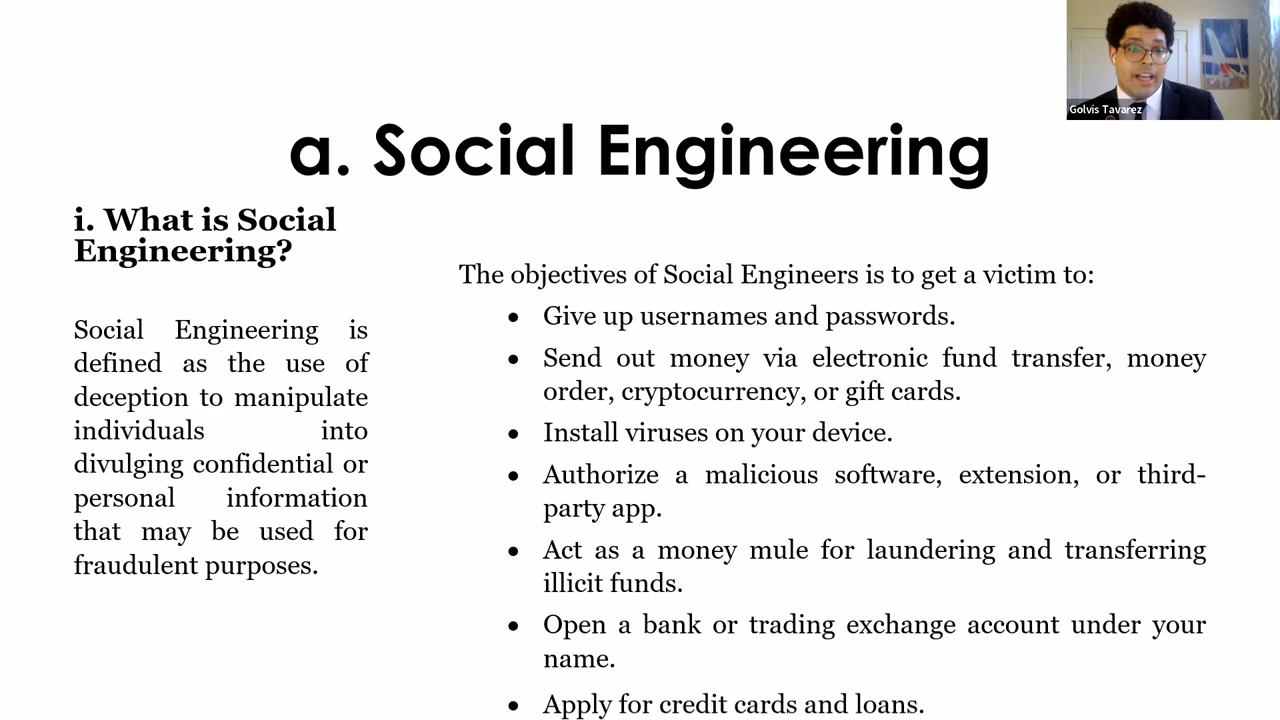 Golvis Tavarez
a. Social Engineering
i. What is Social
Engineering?
Social Engineering is
defined as the use of
deception to manipulate
individuals into
divulging confidential or
personal information
that may be used for
fraudulent purposes.
The objectives of Social Engineers is to get a victim to:
• Give up usernames and passwords.
• Send out money via electronic fund transfer, money
order, cryptocurrency, or gift cards.
• Install viruses on your device.
• Authorize a malicious software, extension, or third-
party app.
• Act as a money mule for laundering and transferring
illicit funds.
• Open a bank or trading exchange account under your
name.
• Apply for credit cards and loans.